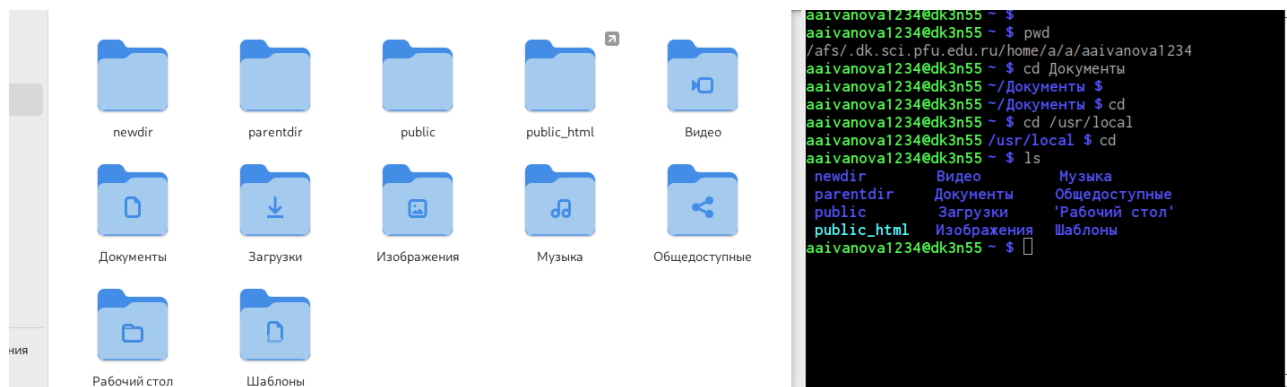 newdir
parentdir
public
public_html
Видео
Документы
Загрузки
Изображения
Музыка
Общедоступные
ния
Рабочий стол
Шаблоны
aaivanova1234@dk3n55 ~ $
aaivanova1234@dk3n55 ~ $ pwd
/afs/.dk.sci.pfu.edu.ru/home/a/a/aaivanova1234
aaivanova1234@dk3n55 ~ $ cd Документы
aaivanova1234@dk3n55 ~/Документы $
aaivanova1234@dk3n55 ~/Документы $ cd
aaivanova1234@dk3n55 ~ $ cd /usr/local
aaivanova1234@dk3n55 /usr/local $ cd
aaivanova1234@dk3n55 ~ $ ls
newdir Видео Музыка
parentdir Документы Общедоступные
public Загрузки 'Рабочий стол'
public_html Изображения Шаблоны
aaivanova1234@dk3n55 ~ $